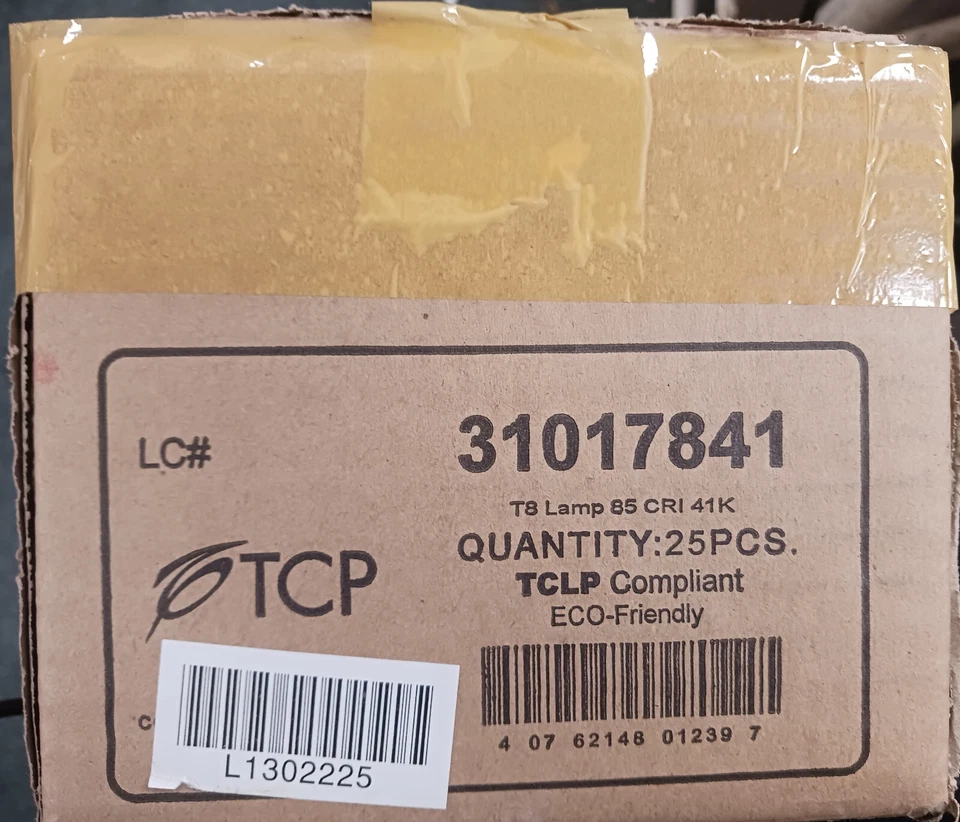 LC#
31017841
T8 Lamp 85 CRI 41K
QUANTITY:25PCS.
TCLP Compliant
ECO-Friendly
TCP
4 07 62148 01239 7
L1302225